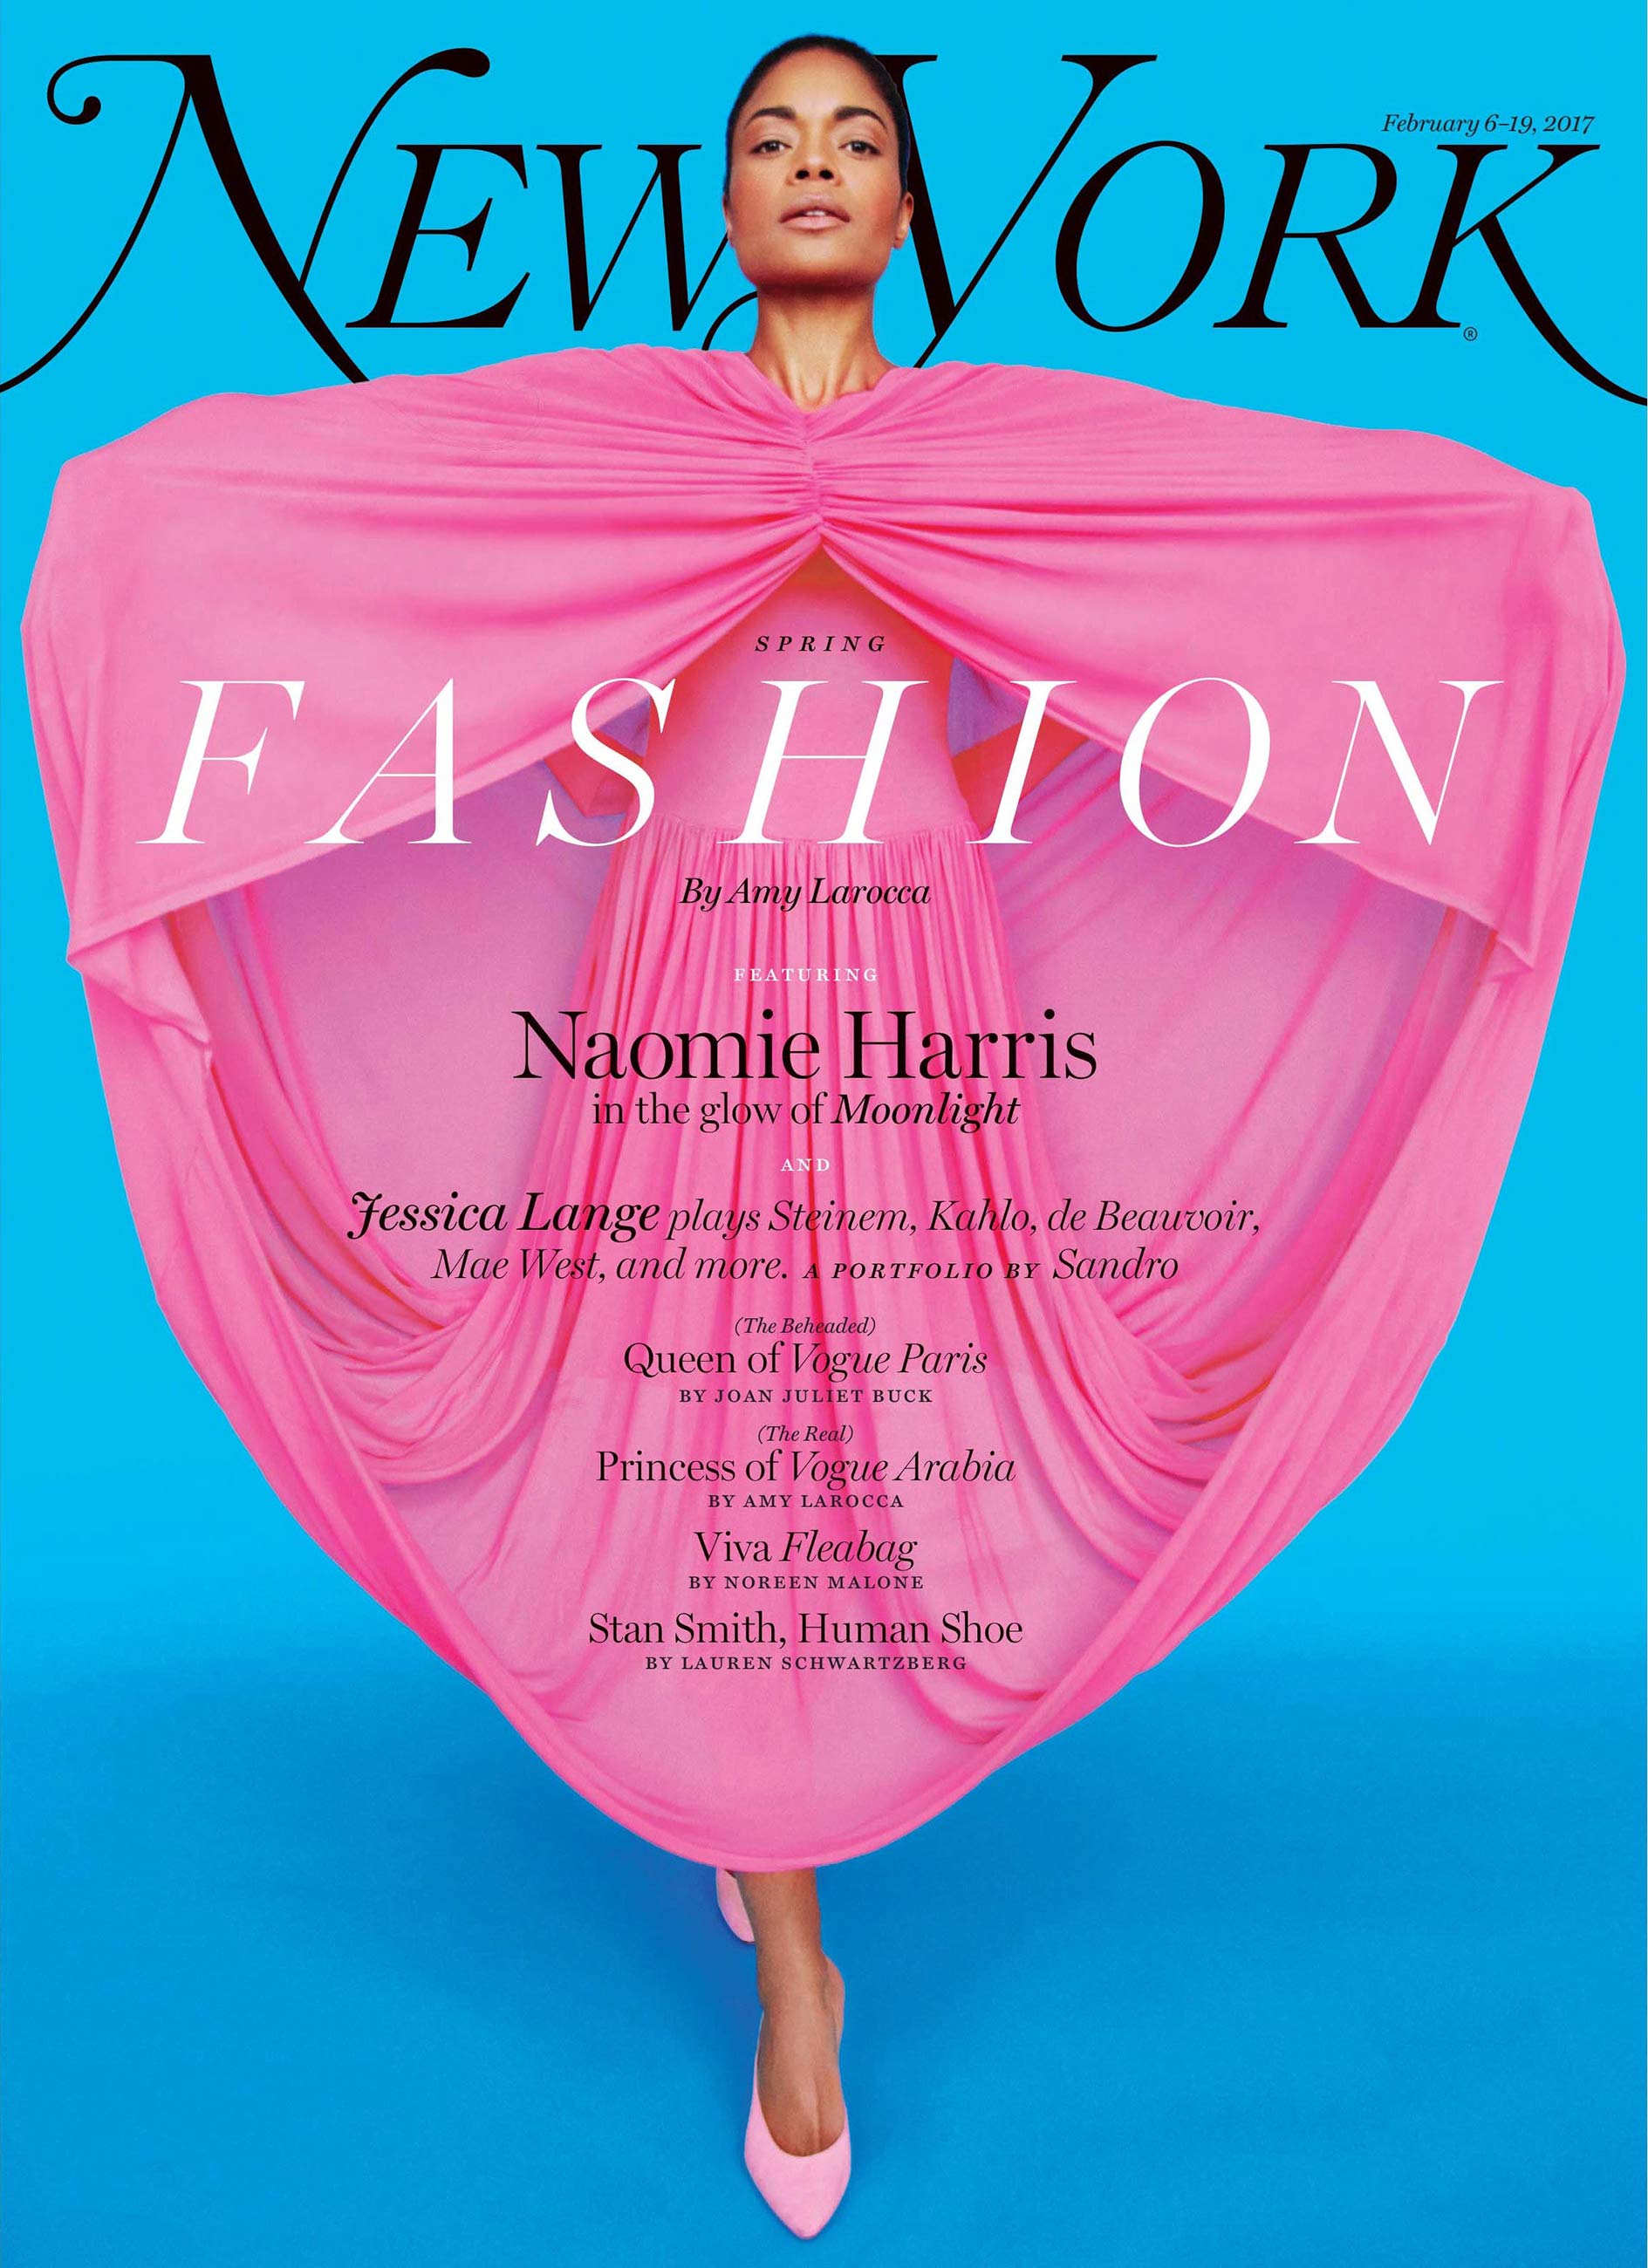 NEW YORK
February 6–19, 2017
®
SPRING
FASHION
By Amy Larocca
FEATURING
Naomie Harris
in the glow of Moonlight
AND
Jessica Lange plays Steinem, Kahlo, de Beauvoir,
Mae West, and more. A PORTFOLIO BY Sandro
(The Beheaded)
Queen of Vogue Paris
BY JOAN JULIET BUCK
(The Real)
Princess of Vogue Arabia
BY AMY LAROCCA
Viva Fleabag
BY NOREEN MALONE
Stan Smith, Human Shoe
BY LAUREN SCHWARTZBERG